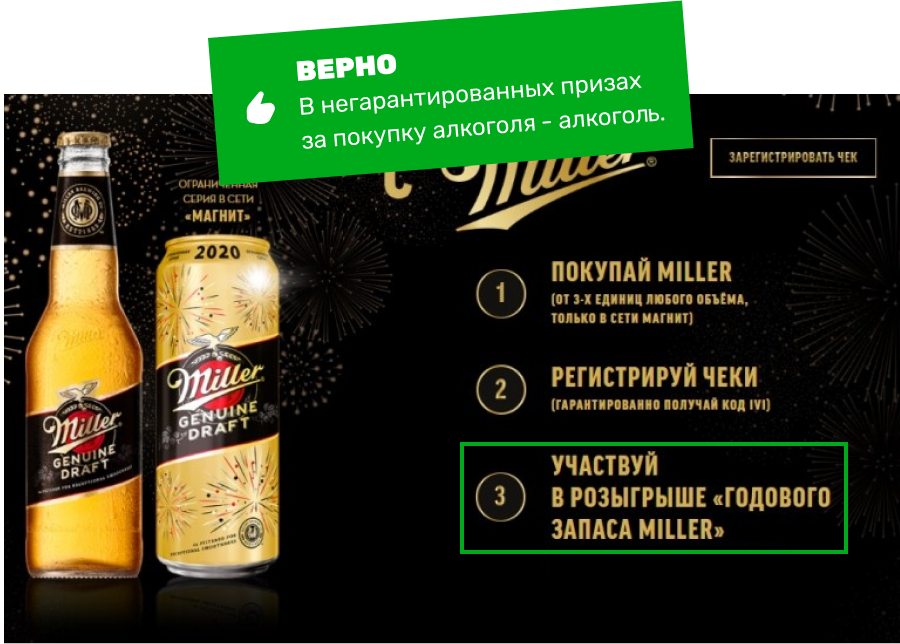 ВЕРНО
В негарантированных призах
за покупку алкоголя - алкоголь.
Miller®
ЗАРЕГИСТРИРОВАТЬ ЧЕК
ОГРАНИЧЕННАЯ
СЕРИЯ В СЕТИ
«МАГНИТ»
2020
Miller
GENUINE
DRAFT
Miller
GENUINE
DRAFT
1
ПОКУПАЙ MILLER
(ОТ 3-Х ЕДИНИЦ ЛЮБОГО ОБЪЁМА,
ТОЛЬКО В СЕТИ МАГНИТ)
2
РЕГИСТРИРУЙ ЧЕКИ
(ГАРАНТИРОВАННО ПОЛУЧАЙ КОД IVI)
3
УЧАСТВУЙ
В РОЗЫГРЫШЕ «ГОДОВОГО
ЗАПАСА MILLER»